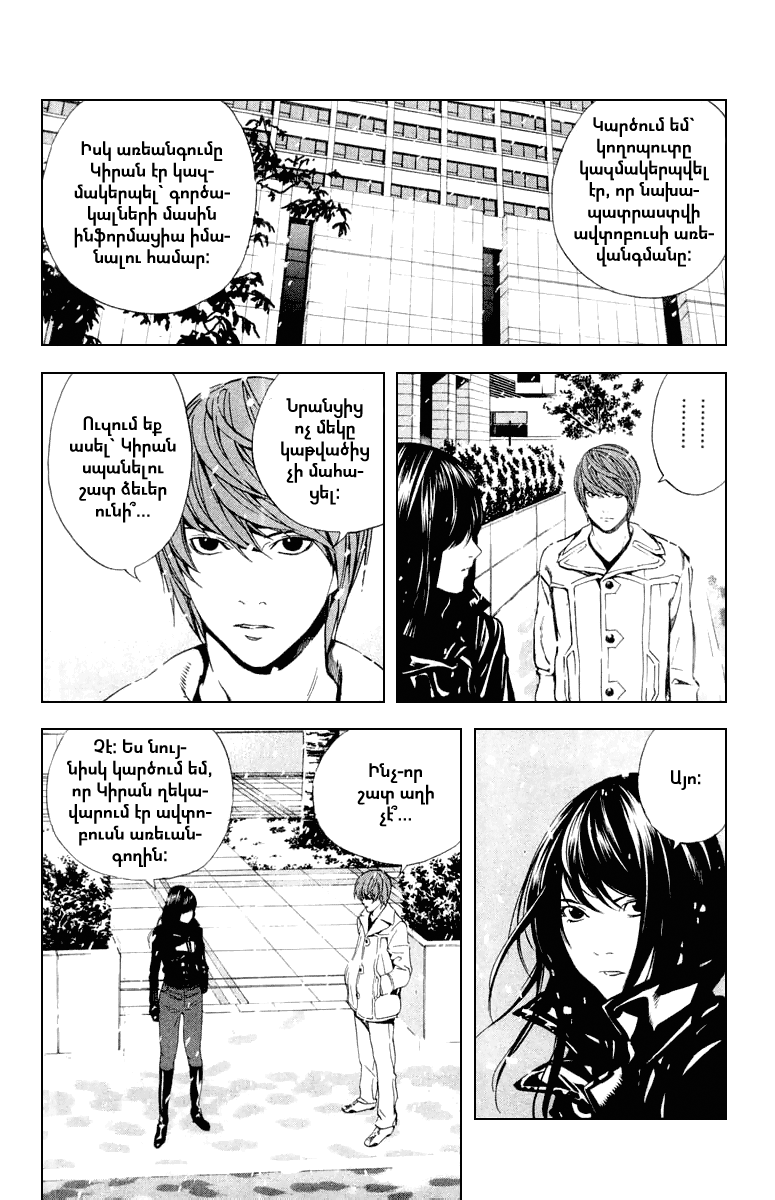 Կարծում եմ՝
կողոպուտը
կազմակերպվել
էր, որ նախա-
պատրաստվի
ավտոբուսի առե-
վանգմանը:
Իսկ առեանգումը
Կիրան էր կազ-
մակերպել՝ գործա-
կալների մասին
ինֆորմացիա իմա-
նալու համար:
Նրանցից
ոչ մեկը
կաթվածից
չի մահա-
ցել:
Ուզում եք
ասել՝ Կիրան
սպանելու
շատ ձեւեր
ունի՞...
Այո:
Ինչ-որ
շատ աղի
չէ՞...
Չէ: Ես նույ-
նիսկ կարծում եմ,
որ Կիրան ղեկա-
վարում էր ավտո-
բուսն առեւան-
գողին: